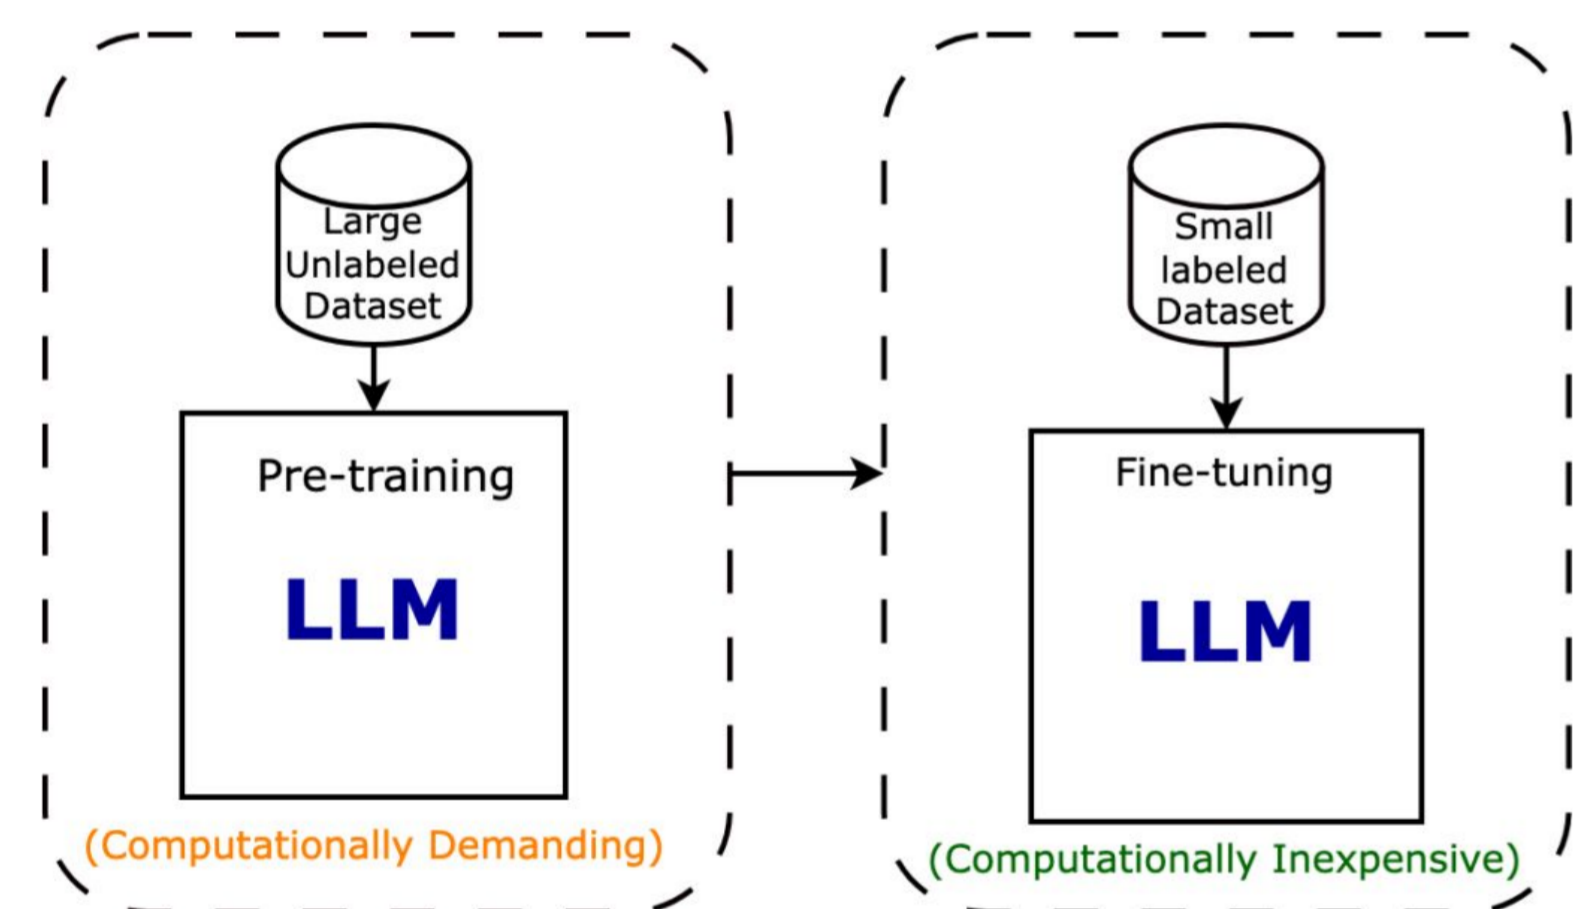 Large
Unlabeled
Dataset
Pre-training
LLM
(Computationally Demanding)
Small
labeled
Dataset
Fine-tuning
LLM
(Computationally Inexpensive)